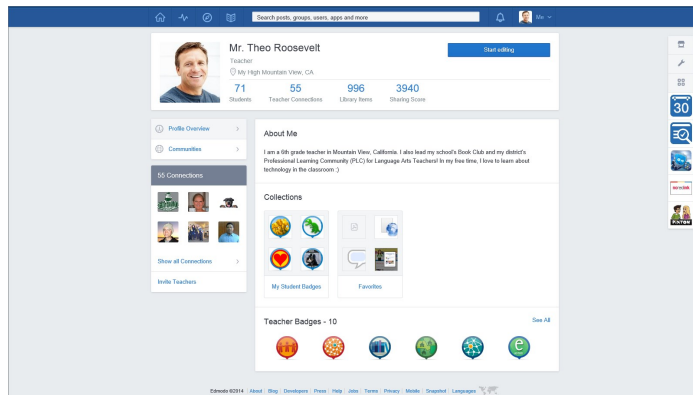 Search posts, groups, users, apps and more
Me
Mr. Theo Roosevelt
Teacher
My High Mountain View, CA
Start editing
71 55 996 3940
Students Teacher Connections Library Items Sharing Score
30
Profile Overview
Communities
55 Connections
Show all Connections
Invite Teachers
About Me
I am a 6th grade teacher in Mountain View, California. I also lead my school's Book Club and my district's
Professional Learning Community (PLC) for Language Arts Teachers! In my free time, I love to learn about
technology in the classroom :)
Collections
My Student Badges Favorites
Teacher Badges - 10 See All
e
PIXTON
Edmodo ©2014 About Blog Developers Press Help Jobs Terms Privacy Mobile Snapshot Languages